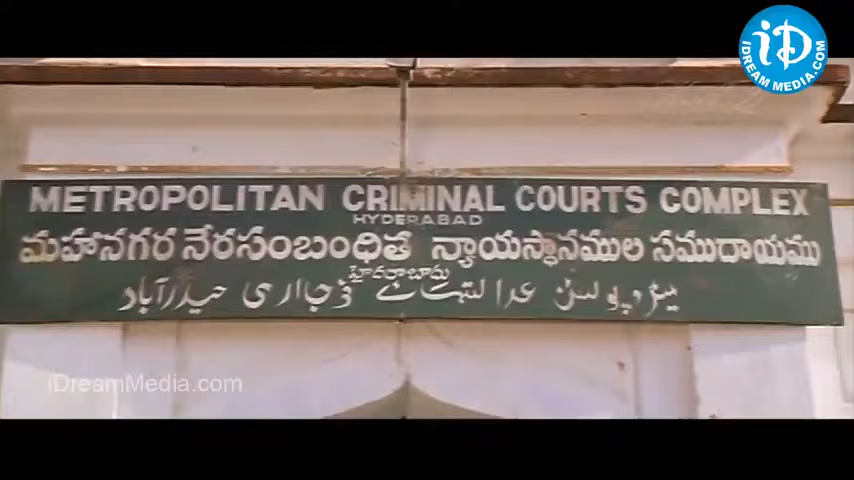 iD
IDREAM MEDIA.COM
METROPOLITAN CRIMINAL COURTS COMPLEX
HYDERABAD
మహానగర నేరసంబంధిత న్యాయస్థానముల సముదాయము
హైదరాబాదు
میٹروپولیٹن عدالتہائے فوجداری حیدرآباد
iDreamMedia.com